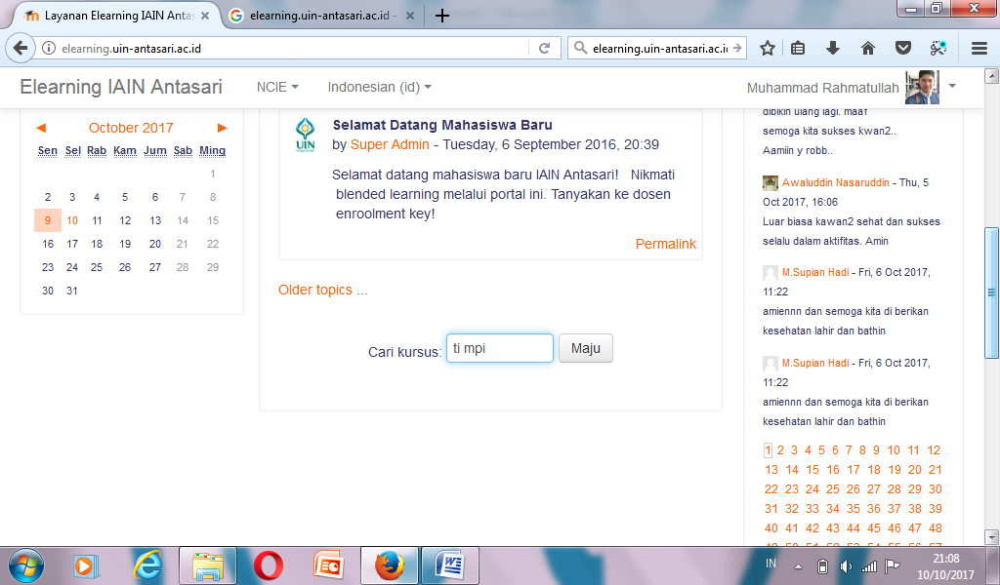 Layanan Elearning IAIN Antas
elearning.uin-antasari.ac.id -
elearning.uin-antasari.ac.id
elearning.uin-antasari.ac.i
Elearning IAIN Antasari
NCIE
Indonesian (id)
Muhammad Rahmatullah
October 2017
Sen Sel Rab Kam Jum Sab Ming
1
2 3 4 5 6 7 8
9 10 11 12 13 14 15
16 17 18 19 20 21 22
23 24 25 26 27 28 29
30 31
UIN
Selamat Datang Mahasiswa Baru
by Super Admin - Tuesday, 6 September 2016, 20:39
Selamat datang mahasiswa baru IAIN Antasari! Nikmati
blended learning melalui portal ini. Tanyakan ke dosen
enroolment key!
Permalink
Older topics ...
Cari kursus: ti mpi Maju
dibikin ulang lagi. maaf
semoga kita sukses kwan2..
Aamiin y robb..
Awaluddin Nasaruddin - Thu, 5
Oct 2017, 16:06
Luar biasa kawan2 sehat dan sukses
selalu dalam aktifitas. Amin
M.Supian Hadi - Fri, 6 Oct 2017,
11:22
amiennn dan semoga kita di berikan
kesehatan lahir dan bathin
M.Supian Hadi - Fri, 6 Oct 2017,
11:22
amiennn dan semoga kita di berikan
kesehatan lahir dan bathin
1 2 3 4 5 6 7 8 9 10 11 12
13 14 15 16 17 18 19 20 21
22 23 24 25 26 27 28 29 30
31 32 33 34 35 36 37 38 39
40 41 42 43 44 45 46 47 48
49 50 51 52 53 54 55 56 57
IN
21:08
10/10/2017